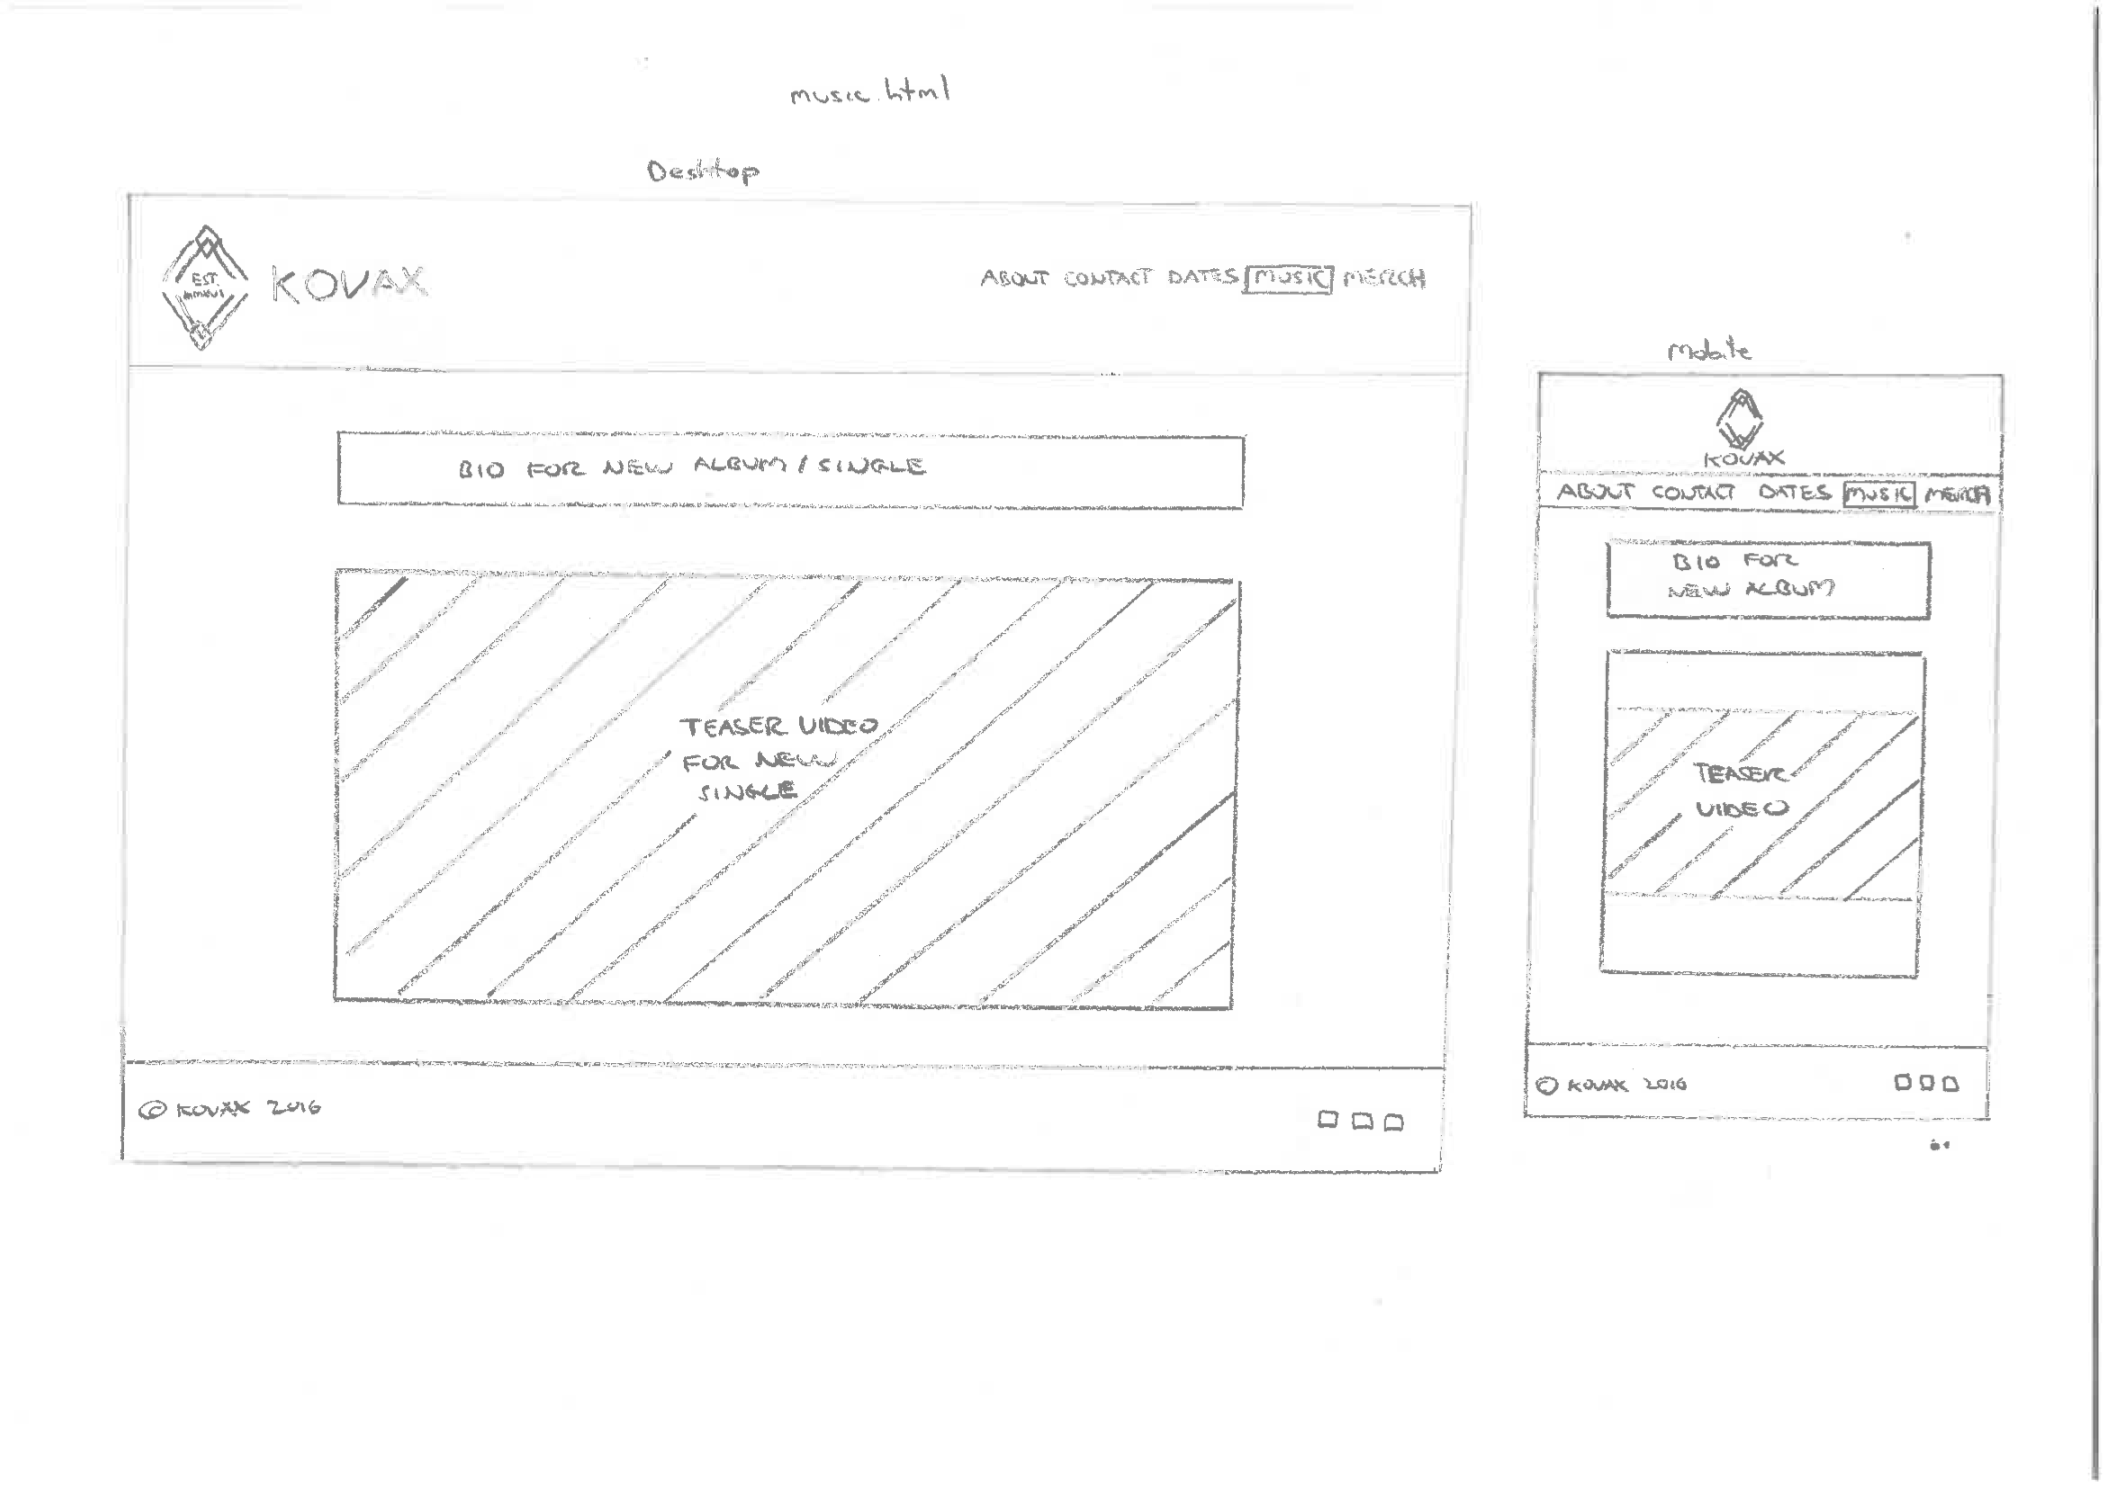 music.html
Desktop
EST.
KOVAX
ABOUT CONTACT DATES MUSIC MERCH
BIO FOR NEW ALBUM / SINGLE
TEASER VIDEO
FOR NEW
SINGLE
© KOVAX 2016
Mobile
KOVAX
ABOUT CONTACT DATES MUSIC MERCH
BIO FOR
NEW ALBUM
TEASER
VIDEO
© KOVAX 2016